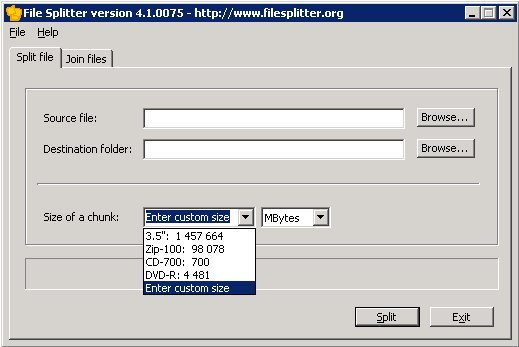 File Splitter version 4.1.0075 - http://www.filesplitter.org
File Help
Split file Join files
Source file: Browse...
Destination folder: Browse...
Size of a chunk: Enter custom size MBytes
3.5": 1 457 664
Zip-100: 98 078
CD-700: 700
DVD-R: 4 481
Enter custom size
Split Exit